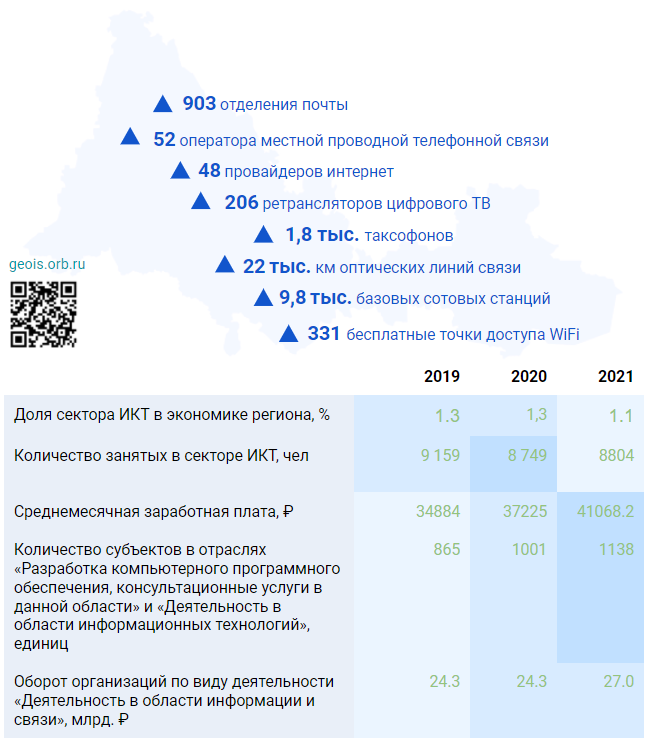 903 отделения почты
52 оператора местной проводной телефонной связи
48 провайдеров интернет
206 ретрансляторов цифрового ТВ
1,8 тыс. таксофонов
geois.orb.ru
22 тыс. км оптических линий связи
9,8 тыс. базовых сотовых станций
331 бесплатные точки доступа WiFi
2019 2020 2021
Доля сектора ИКТ в экономике региона, % 1.3 1,3 1.1
Количество занятых в секторе ИКТ, чел 9 159 8 749 8804
Среднемесячная заработная плата, ₽ 34884 37225 41068.2
Количество субъектов в отраслях 865 1001 1138
«Разработка компьютерного программного
обеспечения, консультационные услуги в
данной области» и «Деятельность в
области информационных технологий»,
единиц
Оборот организаций по виду деятельности 24.3 24.3 27.0
«Деятельность в области информации и
связи», млрд. ₽